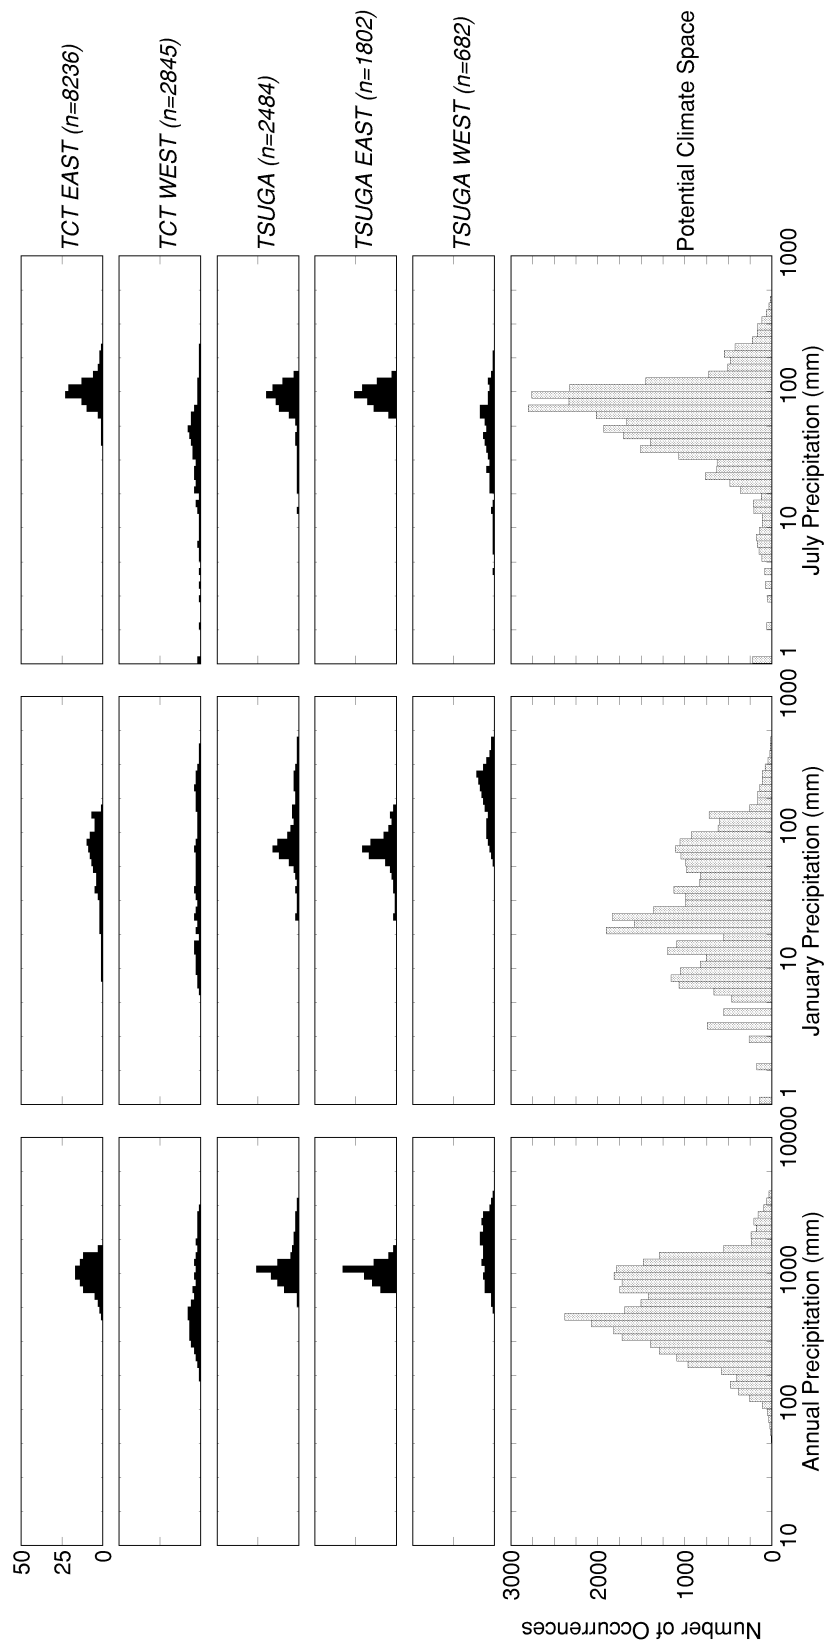 50
25
0
TCT EAST (n=8236)
TCT WEST (n=2845)
TSUGA (n=2484)
TSUGA EAST (n=1802)
TSUGA WEST (n=682)
Potential Climate Space
Number of Occurrences
3000
2000
1000
0
10
100
1000
10000
Annual Precipitation (mm)
1
10
100
1000
January Precipitation (mm)
1
10
100
1000
July Precipitation (mm)